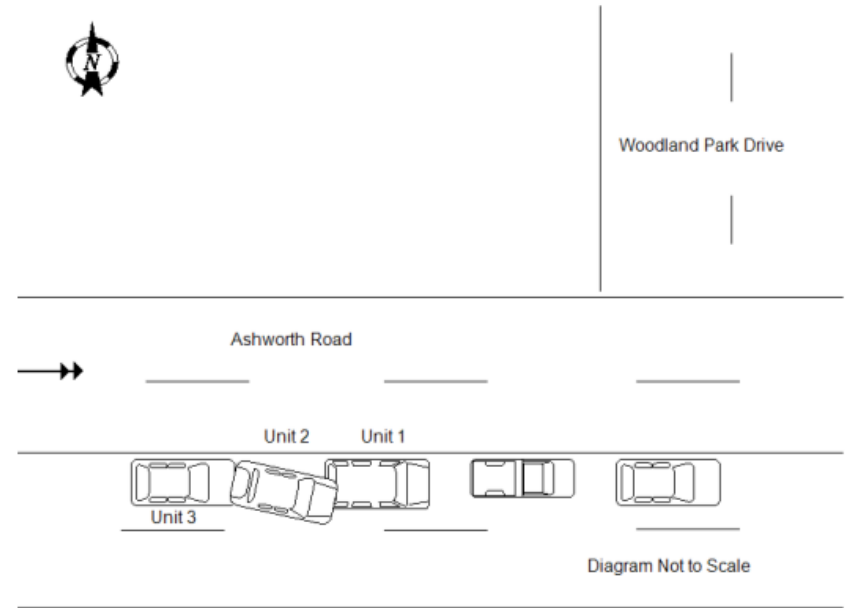 N
Woodland Park Drive
Ashworth Road
Unit 2
Unit 1
Unit 3
Diagram Not to Scale